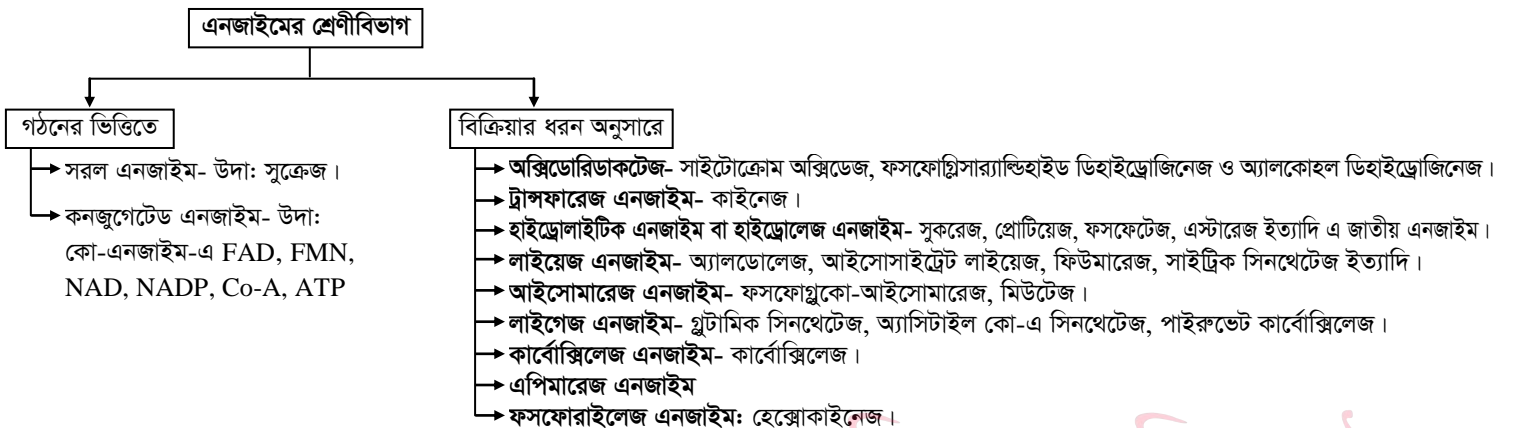 এনজাইমের শ্রেণীবিভাগ
গঠনের ভিত্তিতে
সরল এনজাইম- উদা: সুক্রেজ।
কনজুগেটেড এনজাইম- উদা:
কো-এনজাইম-এ FAD, FMN,
NAD, NADP, Co-A, ATP
বিক্রিয়ার ধরন অনুসারে
অক্সিডোরিডাকটেজ- সাইটোক্রোম অক্সিডেজ, ফসফোগ্লিসার‍্যাল্ডিহাইড ডিহাইড্রোজিনেজ ও অ্যালকোহল ডিহাইড্রোজিনেজ।
ট্রান্সফারেজ এনজাইম- কাইনেজ।
হাইড্রোলাইটিক এনজাইম বা হাইড্রোলেজ এনজাইম- সুকরেজ, প্রোটিয়েজ, ফসফেটেজ, এস্টারেজ ইত্যাদি এ জাতীয় এনজাইম।
লাইয়েজ এনজাইম- অ্যালডোলেজ, আইসোসাইট্রেট লাইয়েজ, ফিউমারেজ, সাইট্রিক সিনথেটেজ ইত্যাদি।
আইসোমারেজ এনজাইম- ফসফোগ্লুকো-আইসোমারেজ, মিউটেজ।
লাইগেজ এনজাইম- গ্লুটামিক সিনথেটেজ, অ্যাসিটাইল কো-এ সিনথেটেজ, পাইরুভেট কার্বোক্সিলেজ।
কার্বোক্সিলেজ এনজাইম- কার্বোক্সিলেজ।
এপিমারেজ এনজাইম
ফসফোরাইলেজ এনজাইম: হেক্সোকাইনেজ।